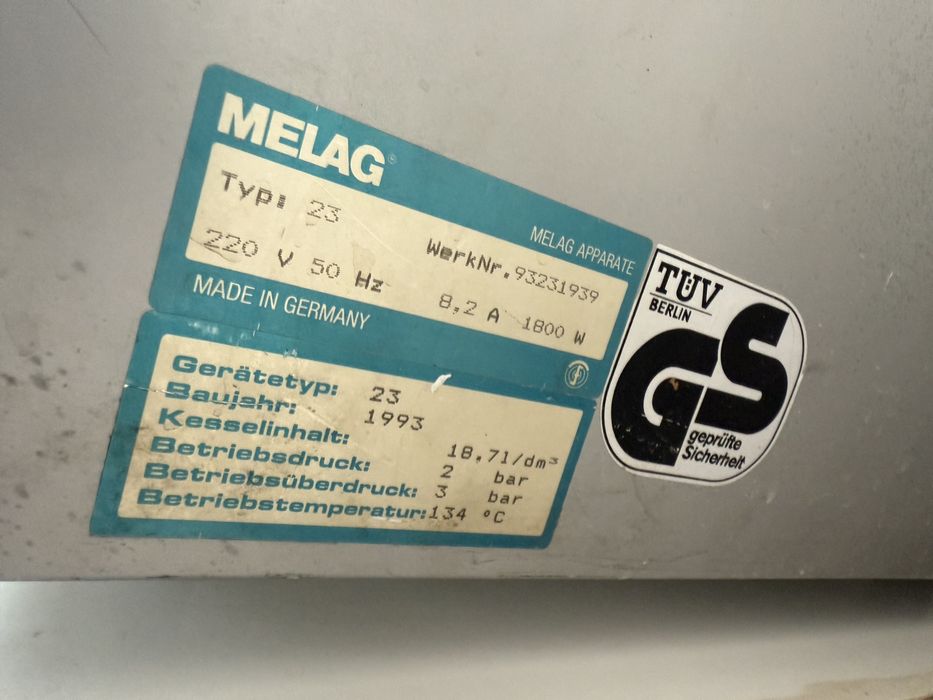 MELAG®
MELAG APPARATE
Typ: 23
WerkNr. 93231939
220 V 50 Hz
8,2 A 1800 W
MADE IN GERMANY
Gerätetyp: 23
Baujahr: 1993
Kesselinhalt: 18,7l/dm³
Betriebsdruck: 2 bar
Betriebsüberdruck: 3 bar
Betriebstemperatur: 134 °C
TÜV
BERLIN
GS
geprüfte
Sicherheit